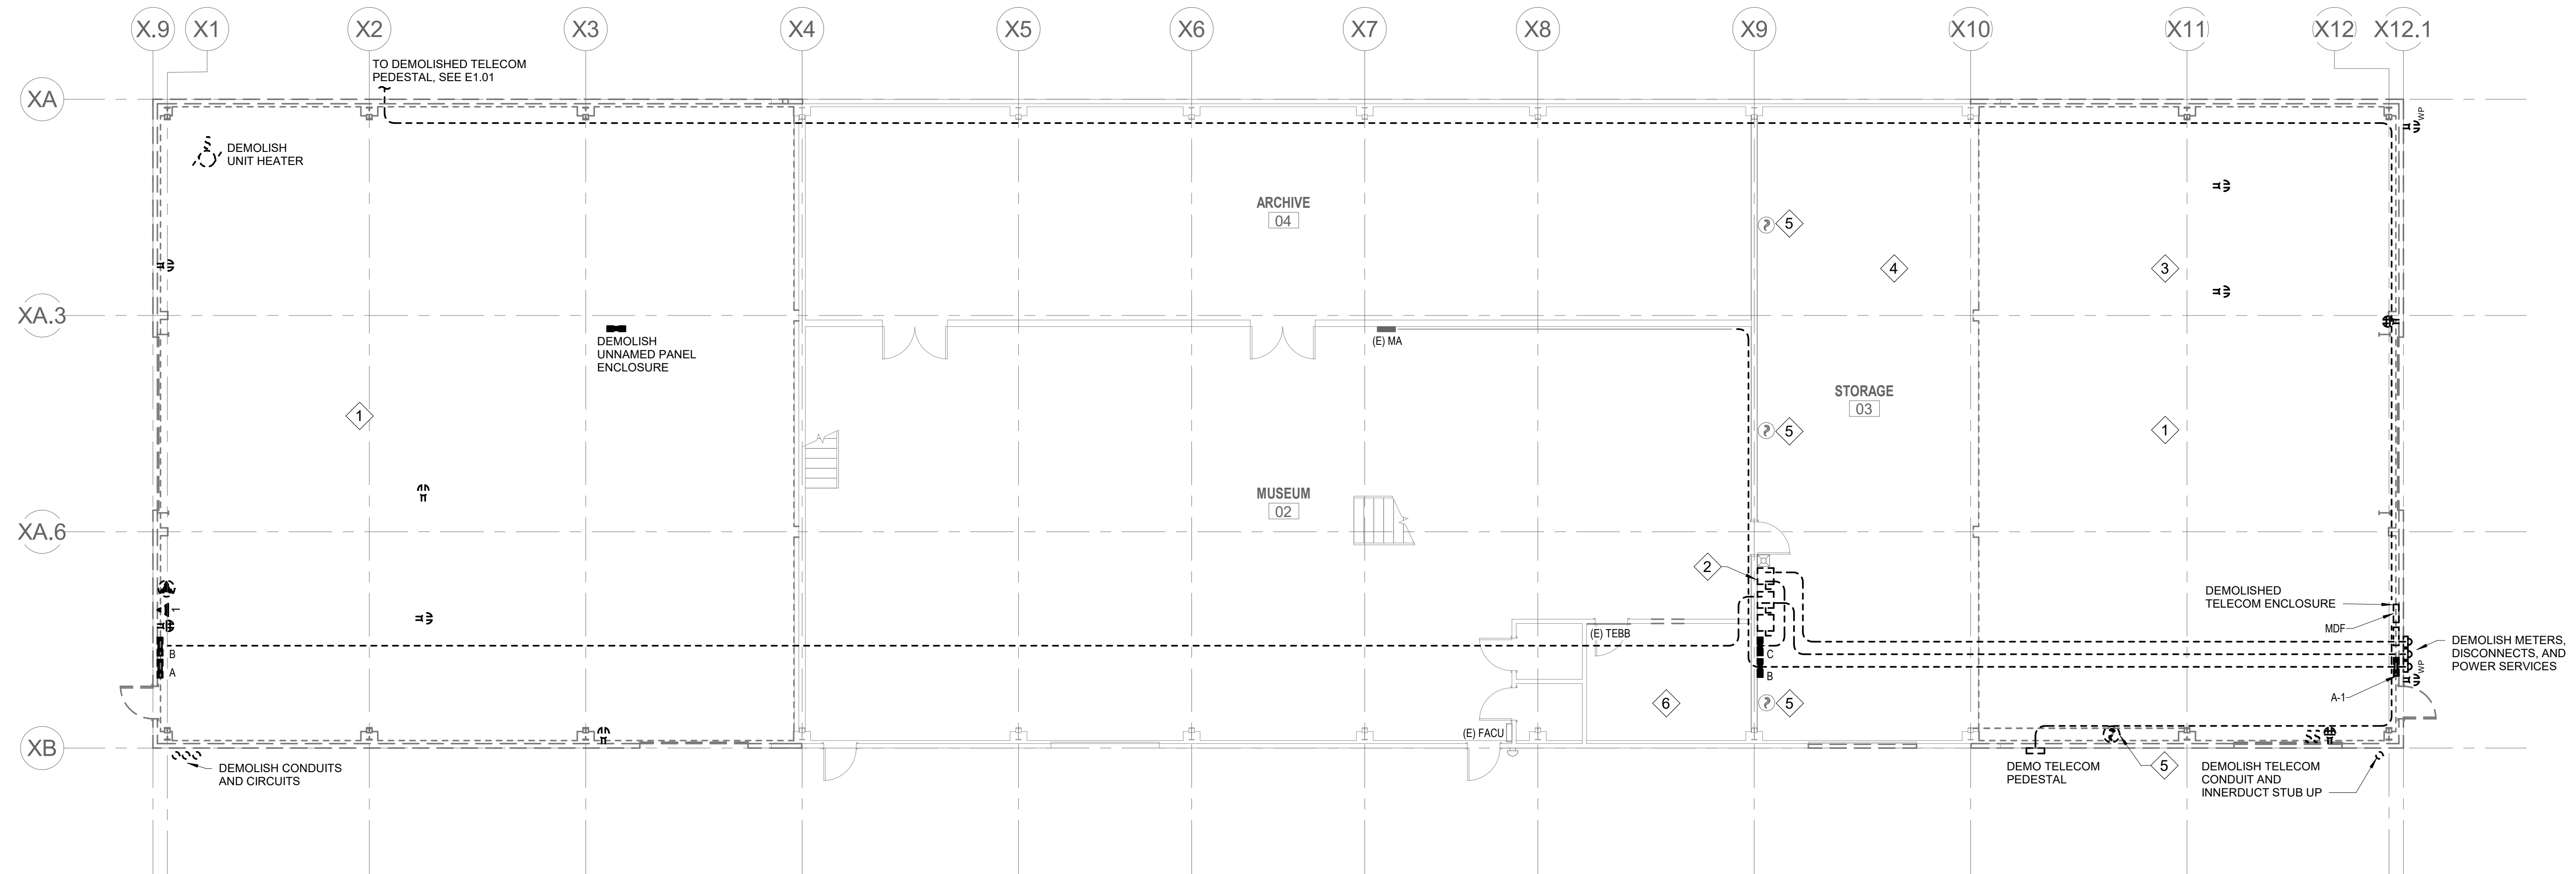 X.9
X1
X2
X3
X4
X5
X6
X7
X8
X9
X10
X11
X12
X12.1
TO DEMOLISHED TELECOM
PEDESTAL, SEE E1.01
XA
WP
DEMOLISH
UNIT HEATER
ARCHIVE
04
5
4
3
XA.3
DEMOLISH
UNNAMED PANEL
ENCLOSURE
(E) MA
STORAGE
03
1
5
1
MUSEUM
02
XA.6
2
DEMOLISHED
TELECOM ENCLOSURE
1
MDF
(E) TEBB
B
A
C
B
DEMOLISH METERS,
DISCONNECTS, AND
POWER SERVICES
WP
A-1
6
5
(E) FACU
XB
DEMOLISH CONDUITS
AND CIRCUITS
DEMO TELECOM
PEDESTAL
5
DEMOLISH TELECOM
CONDUIT AND
INNERDUCT STUB UP